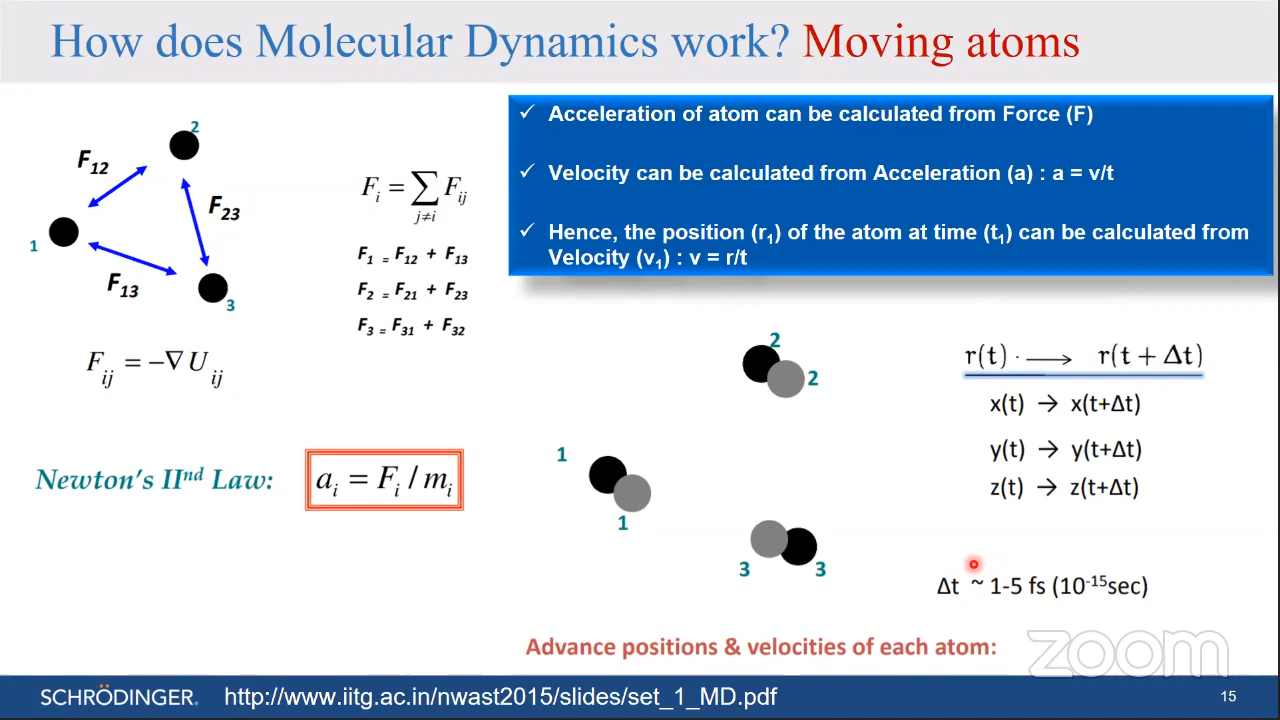 How does Molecular Dynamics work? Moving atoms
✓ Acceleration of atom can be calculated from Force (F)
✓ Velocity can be calculated from Acceleration (a) : a = v/t
✓ Hence, the position (r₁) of the atom at time (t₁) can be calculated from
Velocity (v₁) : v = r/t
2
F₁₂
F₂₃
1
F₁₃
3
Fᵢ = ∑ Fᵢⱼ
j≠i
F₁ = F₁₂ + F₁₃
F₂ = F₂₁ + F₂₃
F₃ = F₃₁ + F₃₂
Fᵢⱼ = −∇Uᵢⱼ
Newton's IIⁿᵈ Law:
aᵢ = Fᵢ / mᵢ
2
2
1
1
3
3
r(t) · ⟶ r(t + Δt)
x(t) → x(t+Δt)
y(t) → y(t+Δt)
z(t) → z(t+Δt)
Δt ~ 1-5 fs (10⁻¹⁵sec)
Advance positions & velocities of each atom:
zoom
SCHRÖDINGER.
http://www.iitg.ac.in/nwast2015/slides/set_1_MD.pdf
15